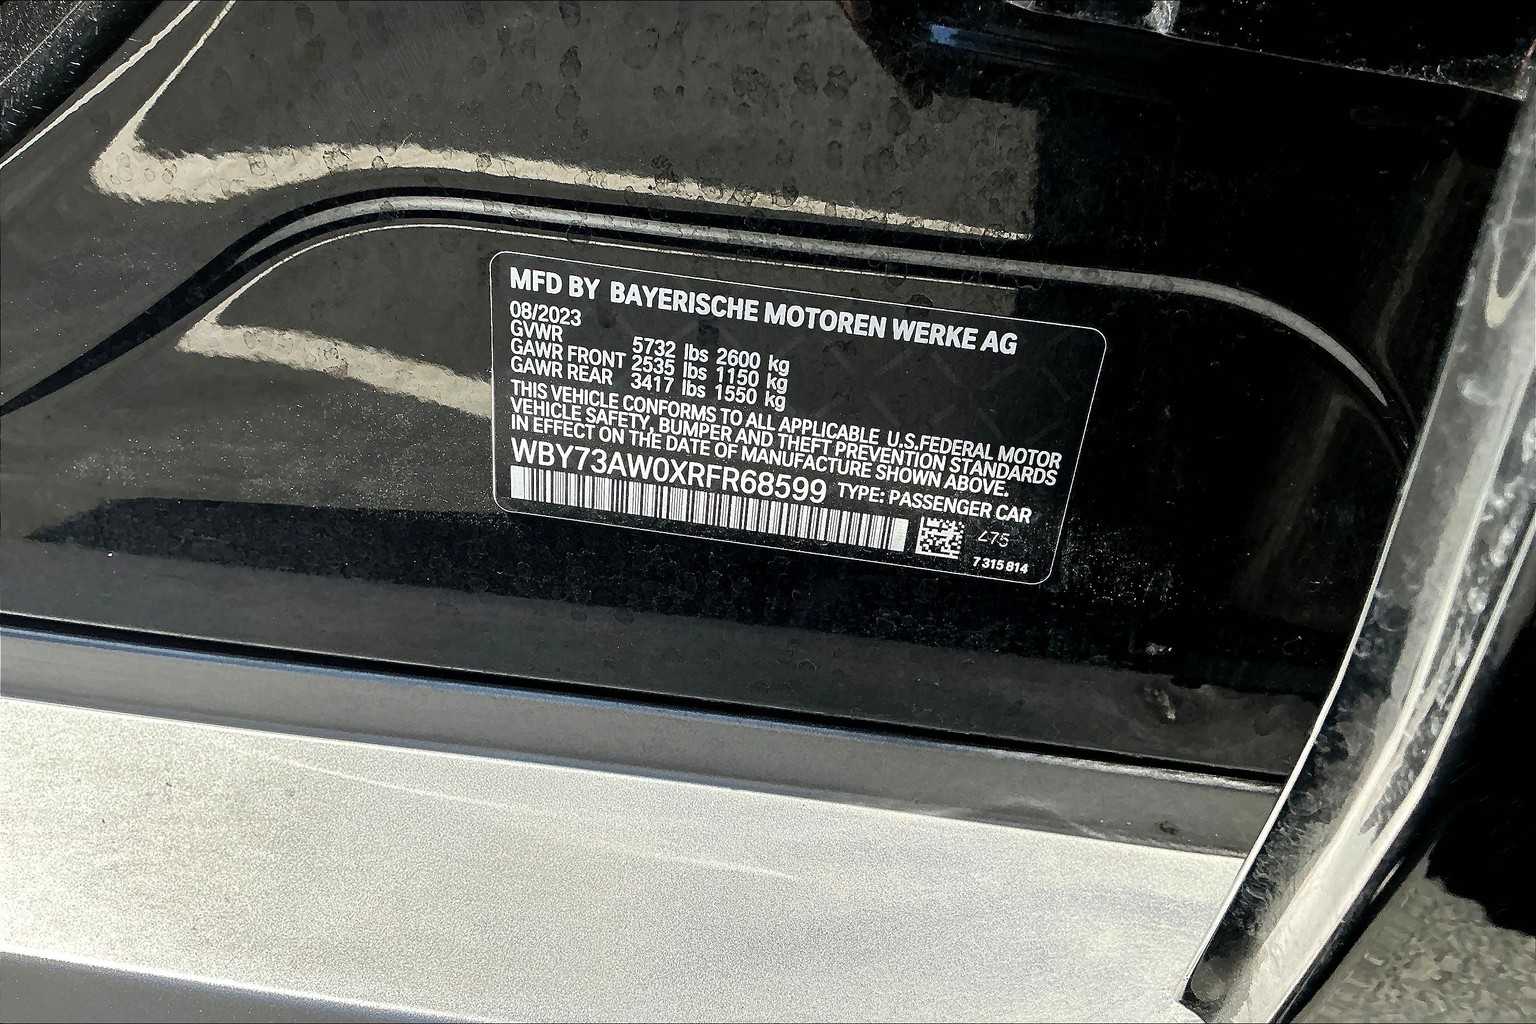 MFD BY BAYERISCHE MOTOREN WERKE AG
08/2023
GVWR 5732 lbs 2600 kg
GAWR FRONT 2535 lbs 1150 kg
GAWR REAR 3417 lbs 1550 kg
THIS VEHICLE CONFORMS TO ALL APPLICABLE U.S.FEDERAL MOTOR
VEHICLE SAFETY, BUMPER AND THEFT PREVENTION STANDARDS
IN EFFECT ON THE DATE OF MANUFACTURE SHOWN ABOVE.
WBY73AW0XRFR68599 TYPE: PASSENGER CAR
475
7 315 814